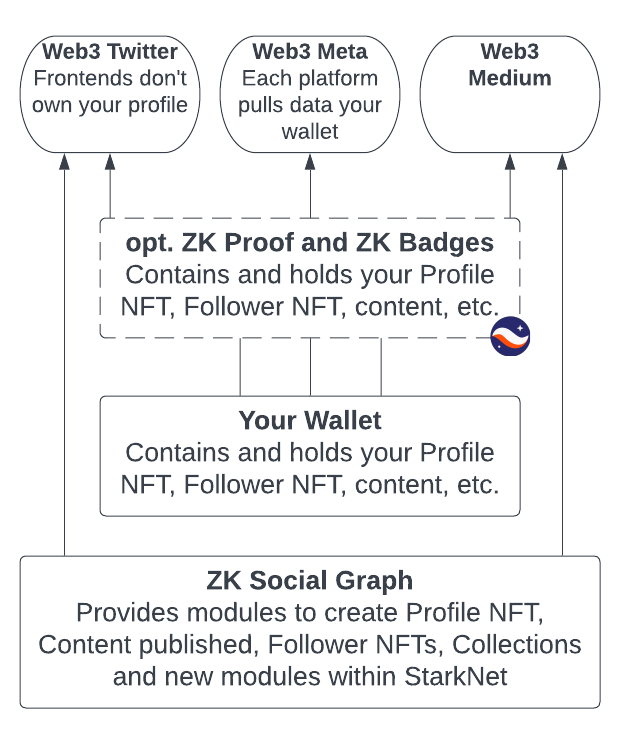 Web3 Twitter
Frontends don't
own your profile
Web3 Meta
Each platform
pulls data your
wallet
Web3
Medium
opt. ZK Proof and ZK Badges
Contains and holds your Profile
NFT, Follower NFT, content, etc.
Your Wallet
Contains and holds your Profile
NFT, Follower NFT, content, etc.
ZK Social Graph
Provides modules to create Profile NFT,
Content published, Follower NFTs, Collections
and new modules within StarkNet